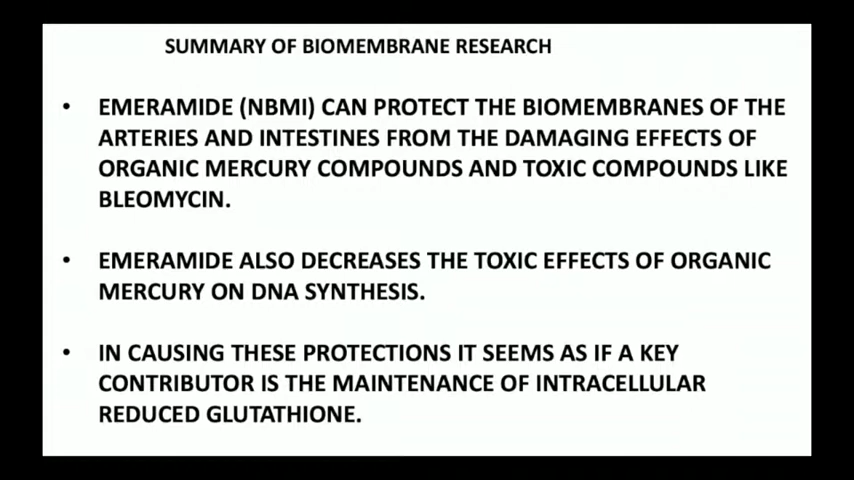 SUMMARY OF BIOMEMBRANE RESEARCH
• EMERAMIDE (NBMI) CAN PROTECT THE BIOMEMBRANES OF THE
ARTERIES AND INTESTINES FROM THE DAMAGING EFFECTS OF
ORGANIC MERCURY COMPOUNDS AND TOXIC COMPOUNDS LIKE
BLEOMYCIN.
• EMERAMIDE ALSO DECREASES THE TOXIC EFFECTS OF ORGANIC
MERCURY ON DNA SYNTHESIS.
• IN CAUSING THESE PROTECTIONS IT SEEMS AS IF A KEY
CONTRIBUTOR IS THE MAINTENANCE OF INTRACELLULAR
REDUCED GLUTATHIONE.